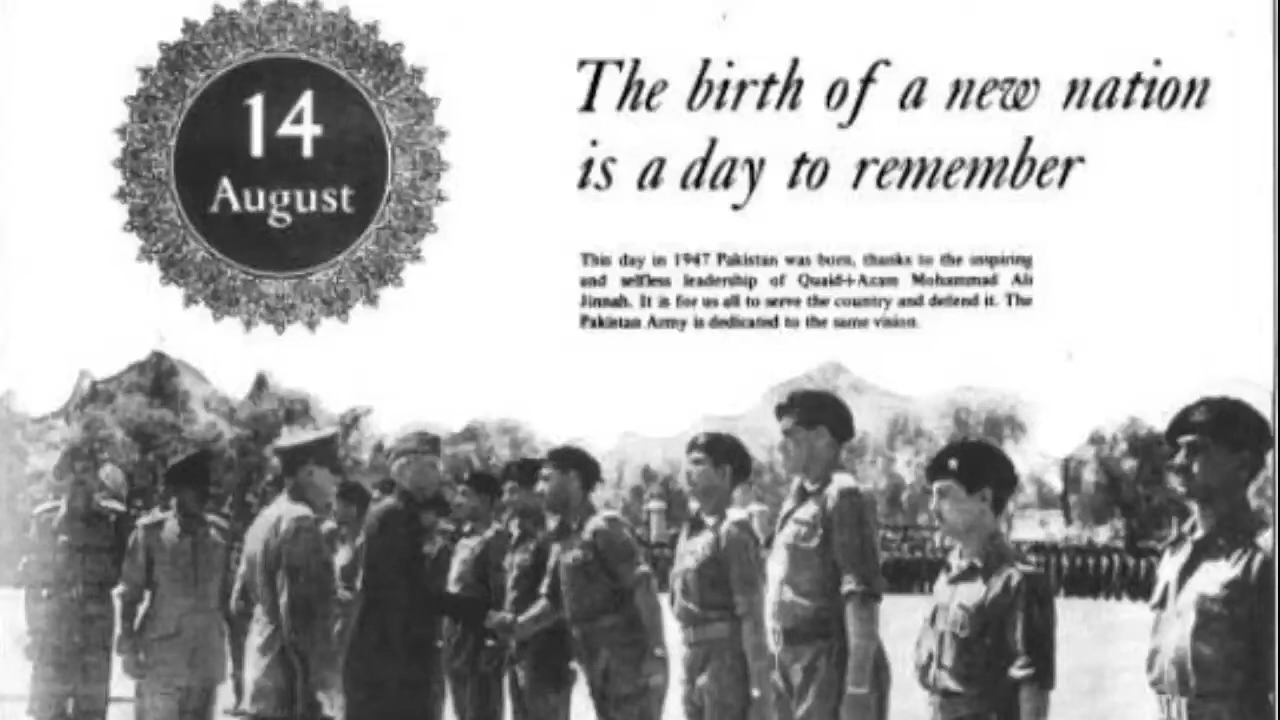 14
August
The birth of a new nation
is a day to remember
This day in 1947 Pakistan was born, thanks to the inspiring
and selfless leadership of Quaid-i-Azam Mohammad Ali
Jinnah. It is for us all to serve the country and defend it. The
Pakistan Army is dedicated to the same vision.